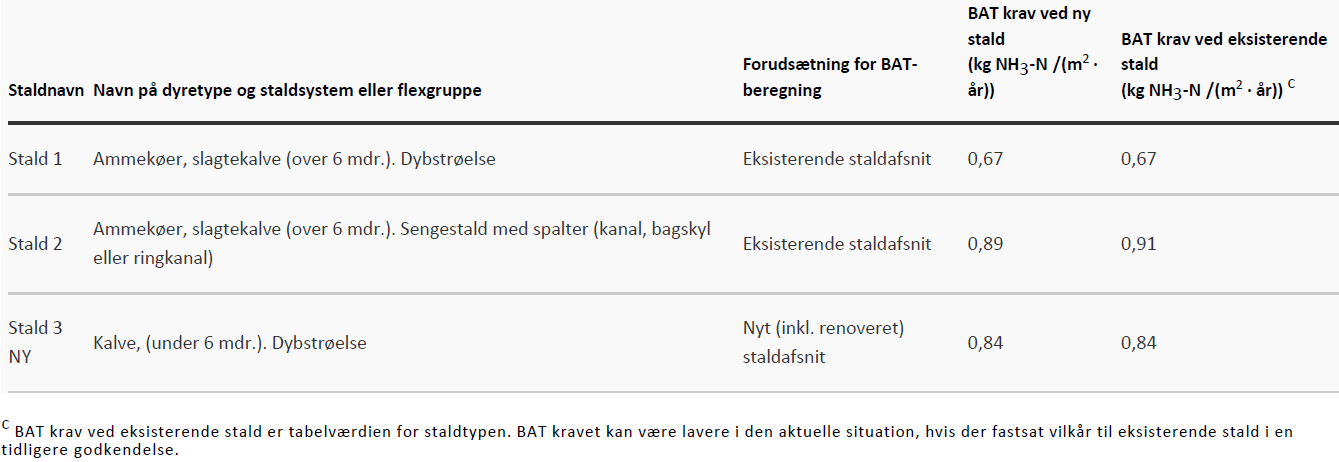 Staldnavn Navn på dyretype og staldsystem eller flexgruppe Forudsætning for BAT-
beregning BAT krav ved ny
stald
(kg NH3-N /(m2 ·
år)) BAT krav ved eksisterende
stald
(kg NH3-N /(m2 · år)) C
Stald 1 Ammekøer, slagtekalve (over 6 mdr.). Dybstrøelse Eksisterende staldafsnit 0,67 0,67
Stald 2 Ammekøer, slagtekalve (over 6 mdr.). Sengestald med spalter (kanal, bagskyl
eller ringkanal) Eksisterende staldafsnit 0,89 0,91
Stald 3
NY Kalve, (under 6 mdr.). Dybstrøelse Nyt (inkl. renoveret)
staldafsnit 0,84 0,84
C BAT krav ved eksisterende stald er tabelværdien for staldtypen. BAT kravet kan være lavere i den aktuelle situation, hvis der fastsat vilkår til eksisterende stald i en
tidligere godkendelse.